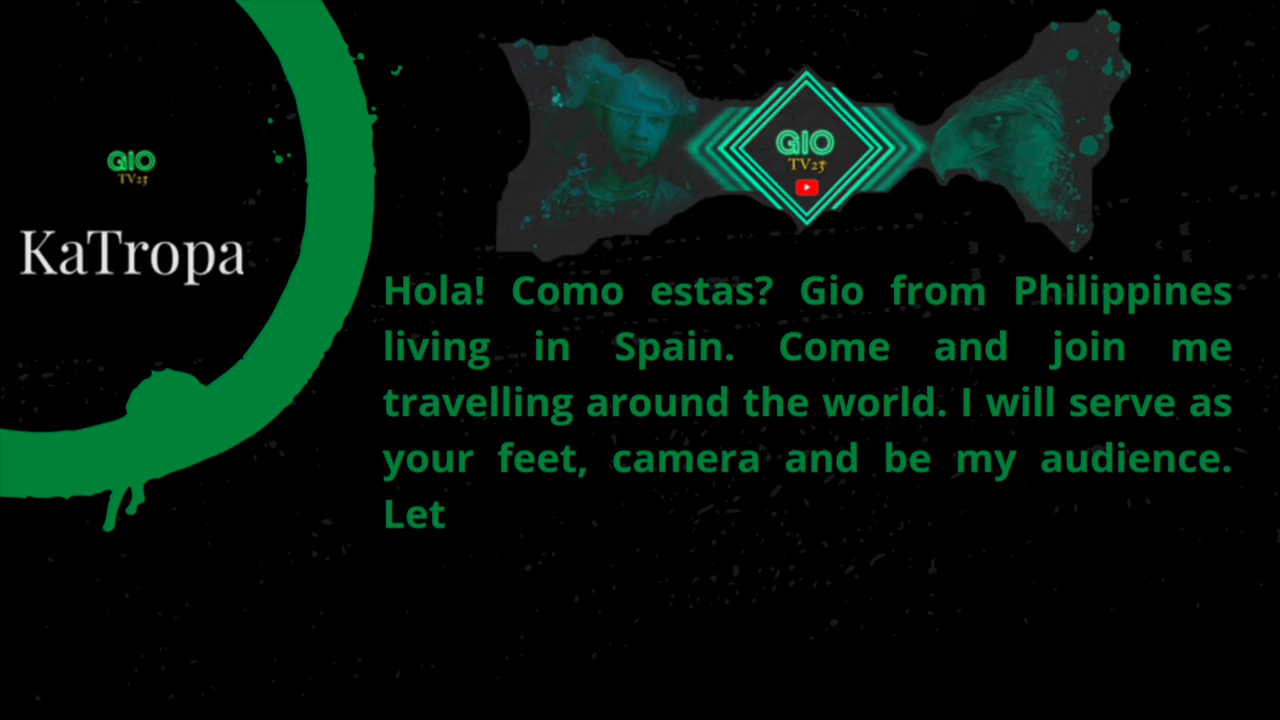 GIO
TV23
KaTropa
GIO
TV23
Hola! Como estas? Gio from Philippines
living in Spain. Come and join me
travelling around the world. I will serve as
your feet, camera and be my audience.
Let